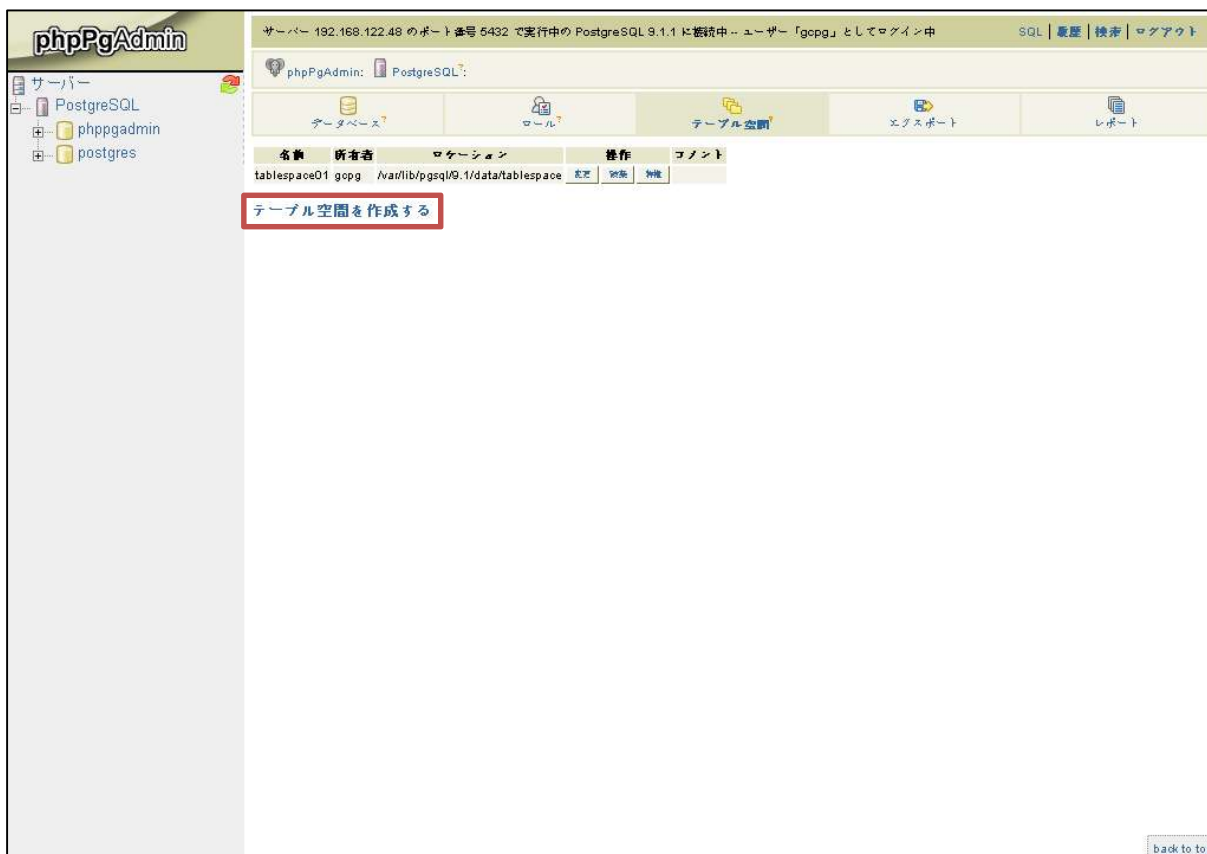 phpPgAdmin
サーバー 192.168.122.48 のポート番号 5432 で実行中の PostgreSQL 9.1.1 に接続中 -- ユーザー「gcpg」としてログイン中
SQL | 履歴 | 検索 | ログアウト
phpPgAdmin: PostgreSQL?:
サーバー
PostgreSQL
phppgadmin
postgres
データベース? ロール? テーブル空間? エクスポート レポート
名前 所有者 ロケーション 操作 コメント
tablespace01 gcpg /var/lib/pgsql/9.1/data/tablespace 変更 破棄 特権
テーブル空間を作成する
back to to